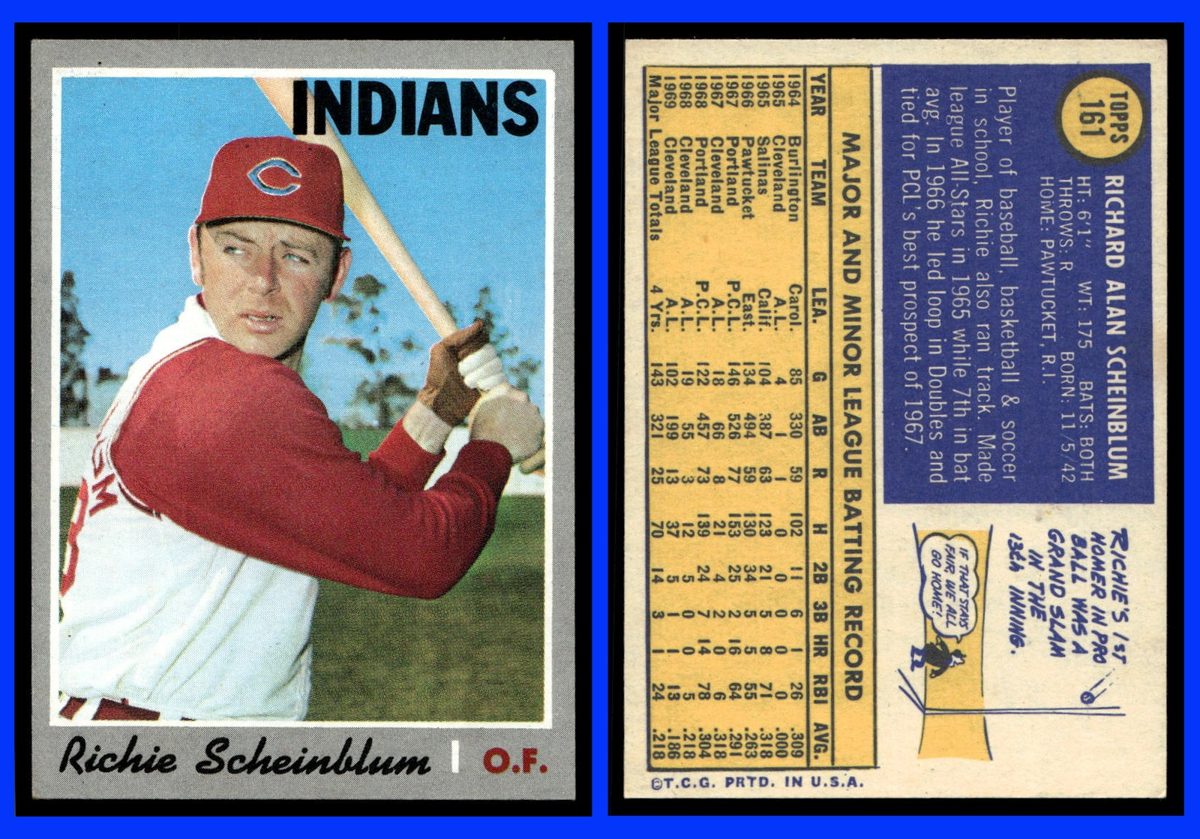 INDIANS
C
Richie Scheinblum
O.F.
TOPPS
161
RICHARD ALAN SCHEINBLUM
HT: 6'1" WT: 175 BATS: BOTH
THROWS: R BORN: 11/5/42
HOME: PAWTUCKET, R.I.
Player of baseball, basketball & soccer
in school, Richie also ran track. Made
league All-Stars in 1965 while 7th in bat
avg. In 1966 he led loop in Doubles and
tied for PCL's best prospect of 1967.
RICHIE'S 1ST
HOMER IN PRO
BALL WAS A
GRAND SLAM
IN THE
13th INNING.
IF THAT STAYS
FAIR WE ALL
GO HOME!
MAJOR AND MINOR LEAGUE BATTING RECORD
YEAR TEAM LEA. G AB R H 2B 3B HR RBI AVG.
1964 Burlington Carol. 85 330 59 102 11 6 1 26 .309
1965 Cleveland A.L. 4 1 1 0 0 0 0 0 .000
1965 Salinas Calif. 104 387 63 123 21 5 8 71 .318
1966 Pawtucket East. 134 494 59 130 34 5 55 .263
1967 Portland P.C.L. 146 526 77 153 25 2 16 64 .291
1967 Cleveland A.L. 18 66 8 21 4 2 0 6 .318
1968 Portland P.C.L. 122 457 73 139 24 7 14 78 .304
1968 Cleveland A.L. 19 55 3 12 5 0 0 5 .218
1969 Cleveland A.L. 102 199 13 37 5 1 1 13 .186
Major League Totals 4 Yrs. 143 321 25 70 14 3 1 24 .218
©T.C.G. PRTD. IN U.S.A.